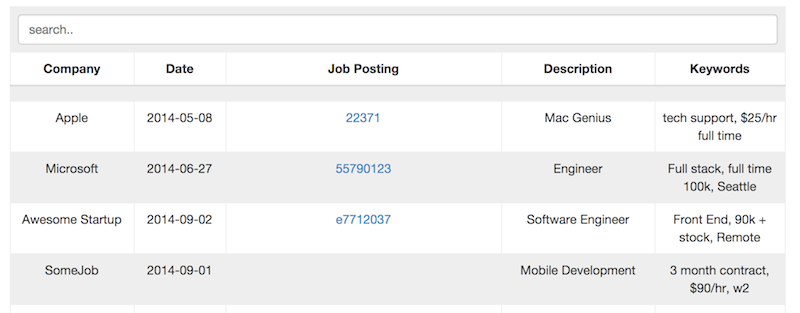 search..
Company Date Job Posting Description Keywords
Apple 2014-05-08 22371 Mac Genius tech support, $25/hr
full time
Microsoft 2014-06-27 55790123 Engineer Full stack, full time
100k, Seattle
Awesome Startup 2014-09-02 e7712037 Software Engineer Front End, 90k +
stock, Remote
SomeJob 2014-09-01 Mobile Development 3 month contract,
$90/hr, w2